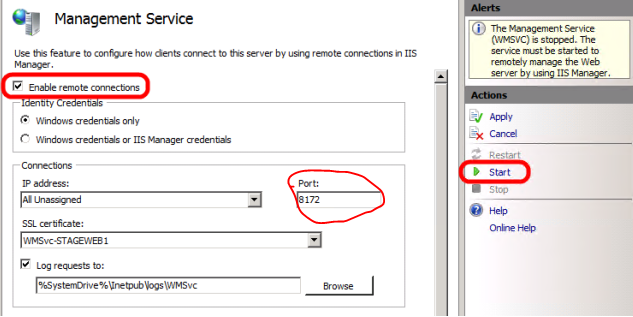 Management Service
Use this feature to configure how clients connect to this server by using remote connections in IIS
Manager.
Enable remote connections
Identity Credentials
Windows credentials only
Windows credentials or IIS Manager credentials
Connections
IP address:
Port:
All Unassigned
8172
SSL certificate:
WMSvc-STAGEWEB1
Log requests to:
%SystemDrive%\Inetpub\logs\WMSvc
Browse
Alerts
The Management Service
(WMSVC) is stopped. The
service must be started to
remotely manage the Web
server by using IIS Manager.
Actions
Apply
Cancel
Restart
Start
Stop
Help
Online Help